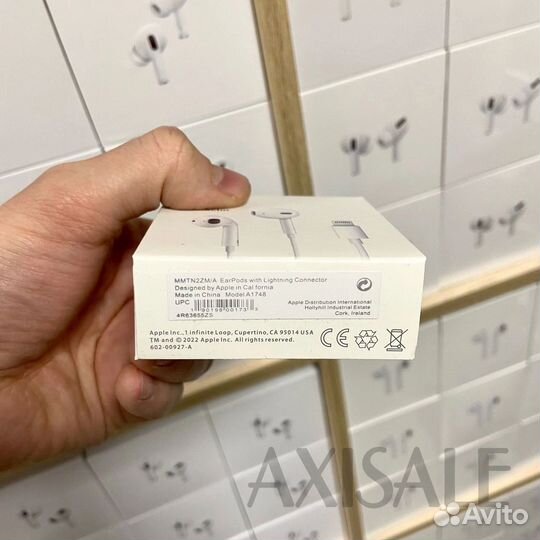 MMTN2ZM/A EarPods with Lightning Connector
Designed by Apple in California
Made in China Model A1748
UPC
Apple Distribution International
Hollyhill Industrial Estate
Cork, Ireland
4R63655ZS
Apple Inc., 1 infinite Loop, Cupertino, CA 95014 USA
TM and © 2022 Apple Inc. All rights reserved.
602-00927-A
CE
AXISALE
Avito